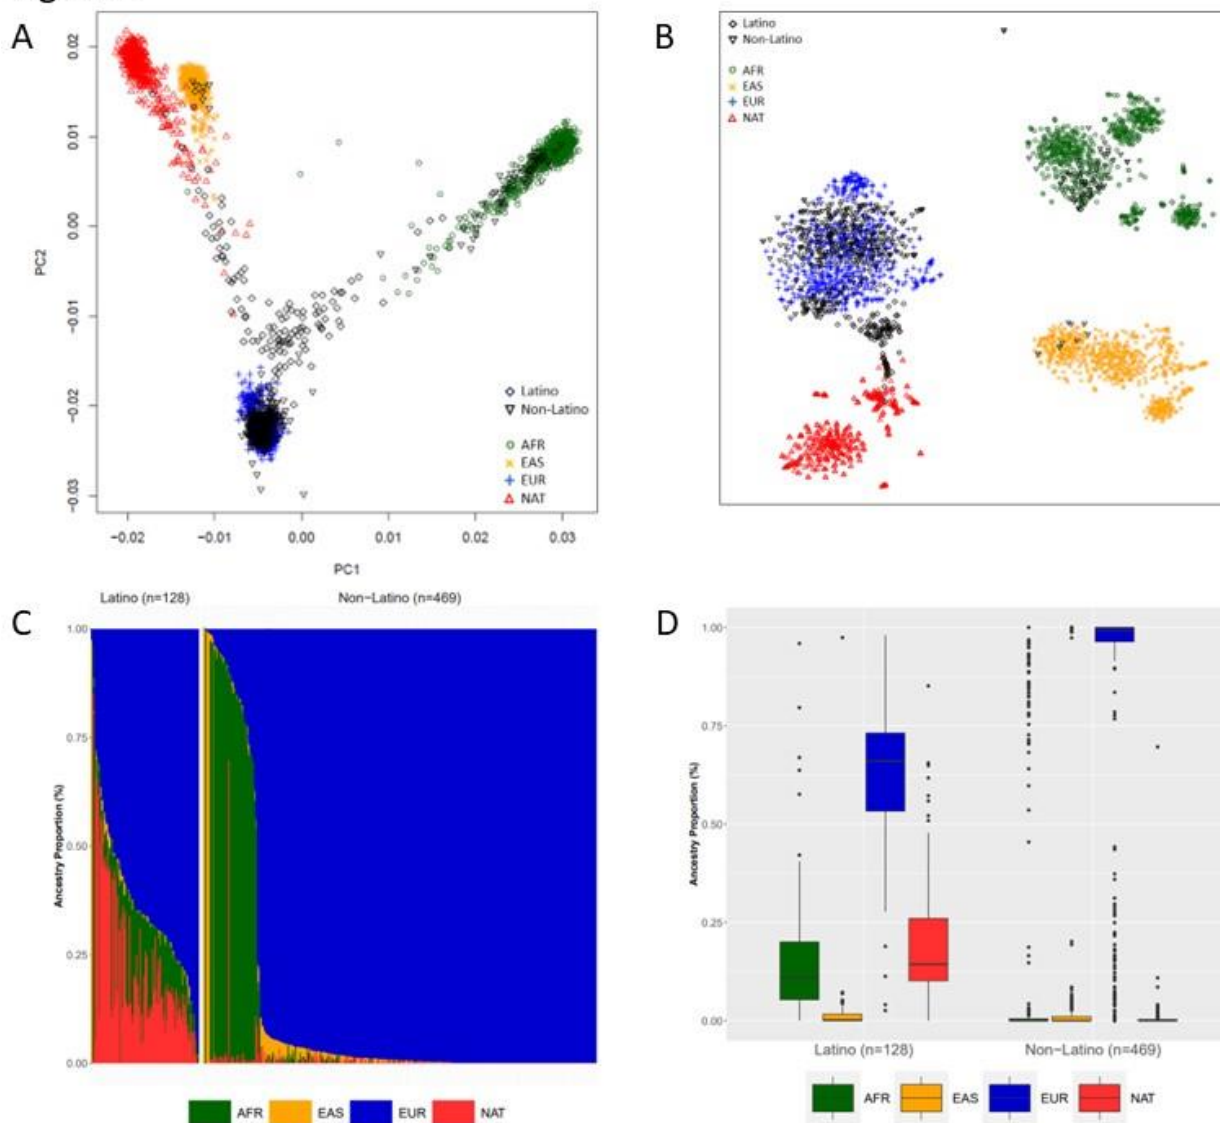 A
0.02
0.01
0.00
−0.01
−0.02
−0.03
PC2
−0.02
−0.01
0.00
0.01
0.02
0.03
PC1
Latino
Non-Latino
AFR
EAS
EUR
NAT
B
Latino
Non-Latino
AFR
EAS
EUR
NAT
C
Latino (n=128)
Non−Latino (n=469)
1.00
0.75
0.50
0.25
0.00
Ancestry Proportion (%)
AFR
EAS
EUR
NAT
D
1.00
0.75
0.50
0.25
0.00
Ancestry Proportion (%)
Latino (n=128)
Non−Latino (n=469)
AFR
EAS
EUR
NAT